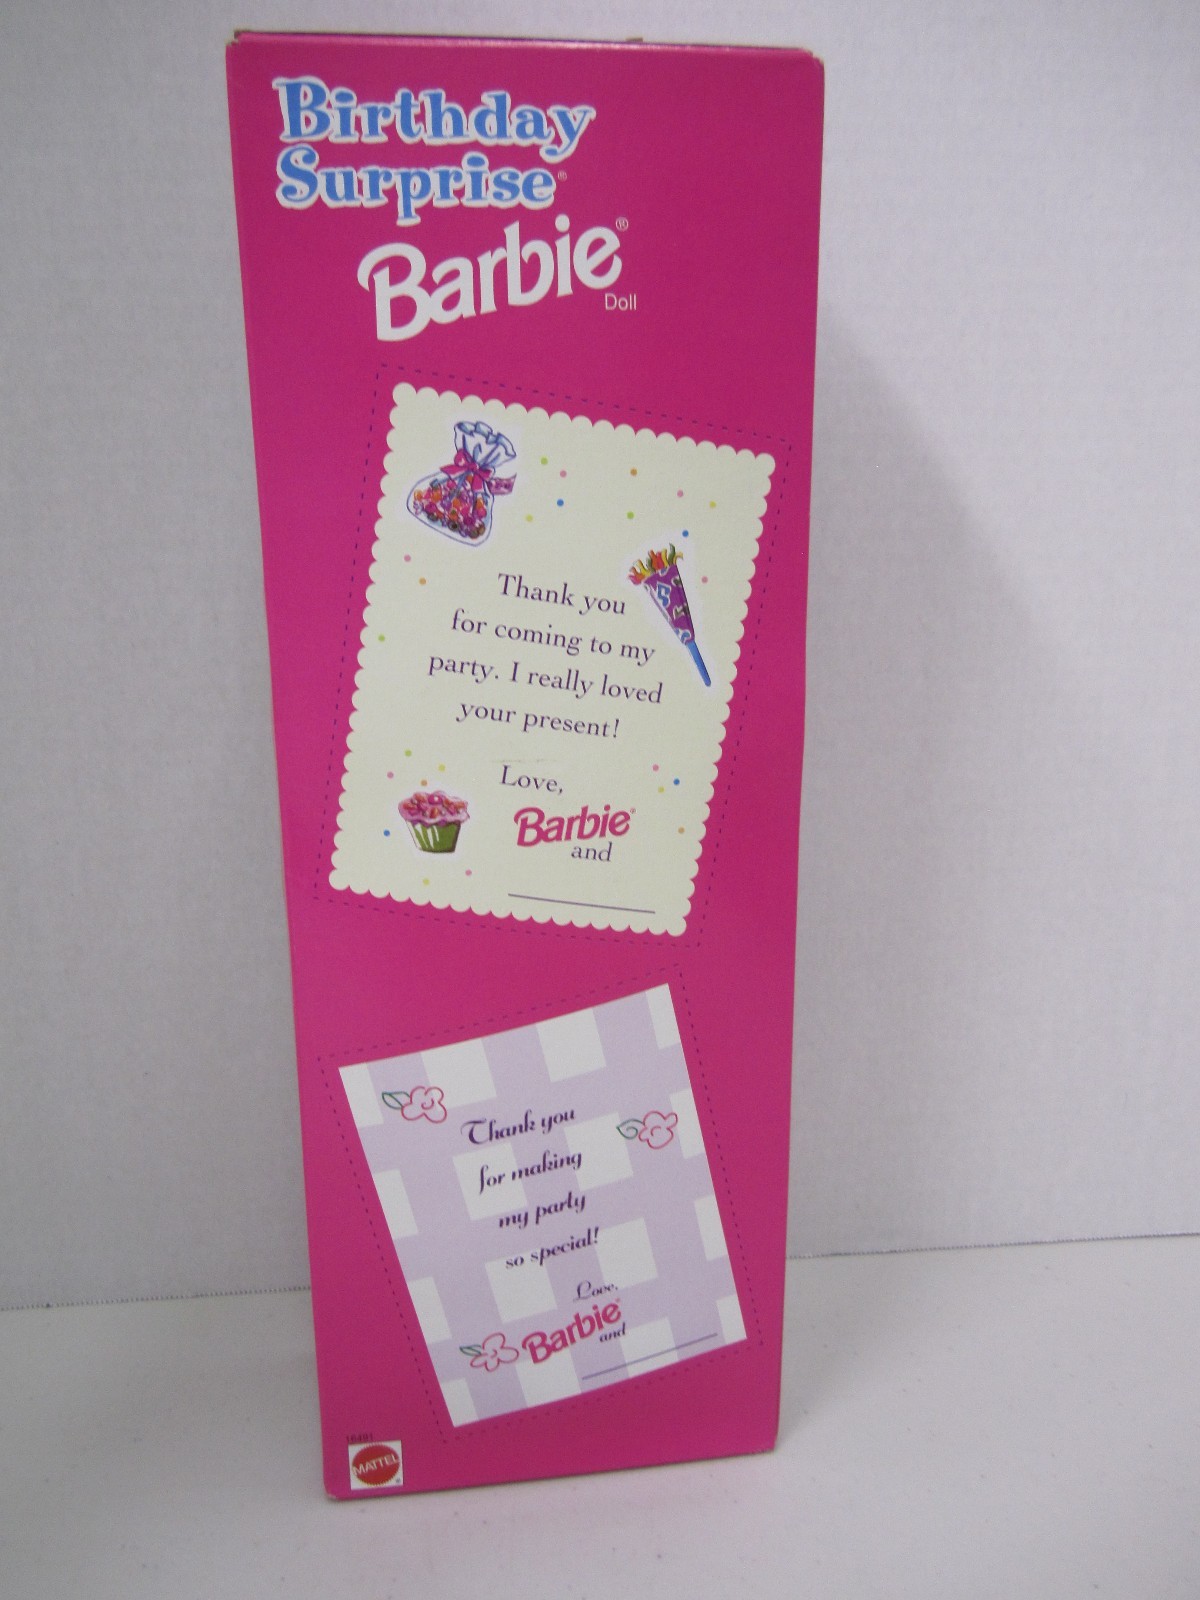 Birthday
Surprise®
Barbie®
Doll
Thank you
for coming to my
party. I really loved
your present!
Love,
Barbie®
and
Thank you
for making
my party
so special!
Love,
Barbie
and
MATTEL